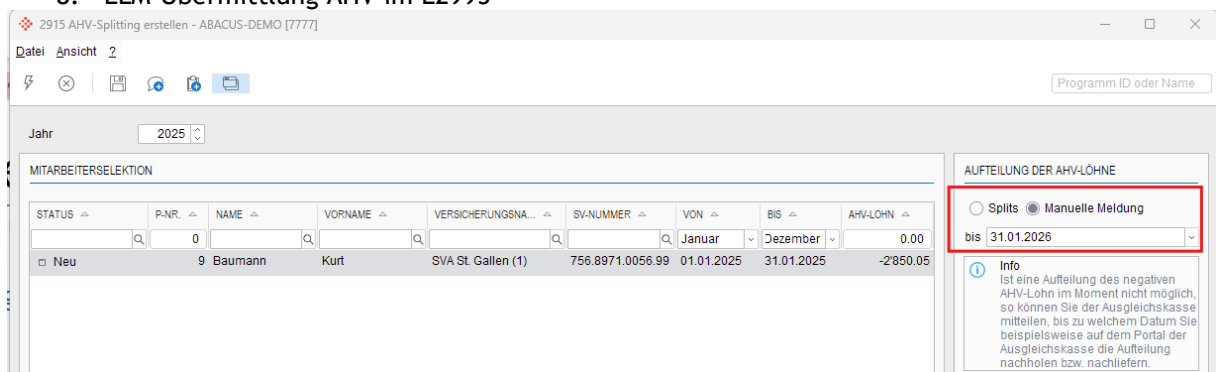 2915 AHV-Splitting erstellen - ABACUS-DEMO [7777]
Datei Ansicht ?
Programm ID oder Name
Jahr 2025
MITARBEITERSELEKTION
STATUS P-NR. NAME VORNAME VERSICHERUNGSNA... SV-NUMMER VON BIS AHV-LOHN
0 Januar Dezember 0.00
Neu 9 Baumann Kurt SVA St. Gallen (1) 756.8971.0056.99 01.01.2025 31.01.2025 -2'850.05
AUFTEILUNG DER AHV-LÖHNE
Splits Manuelle Meldung
bis 31.01.2026
Info
Ist eine Aufteilung des negativen
AHV-Lohn im Moment nicht möglich,
so können Sie der Ausgleichskasse
mitteilen, bis zu welchem Datum Sie
beispielsweise auf dem Portal der
Ausgleichskasse die Aufteilung
nachholen bzw. nachliefern.